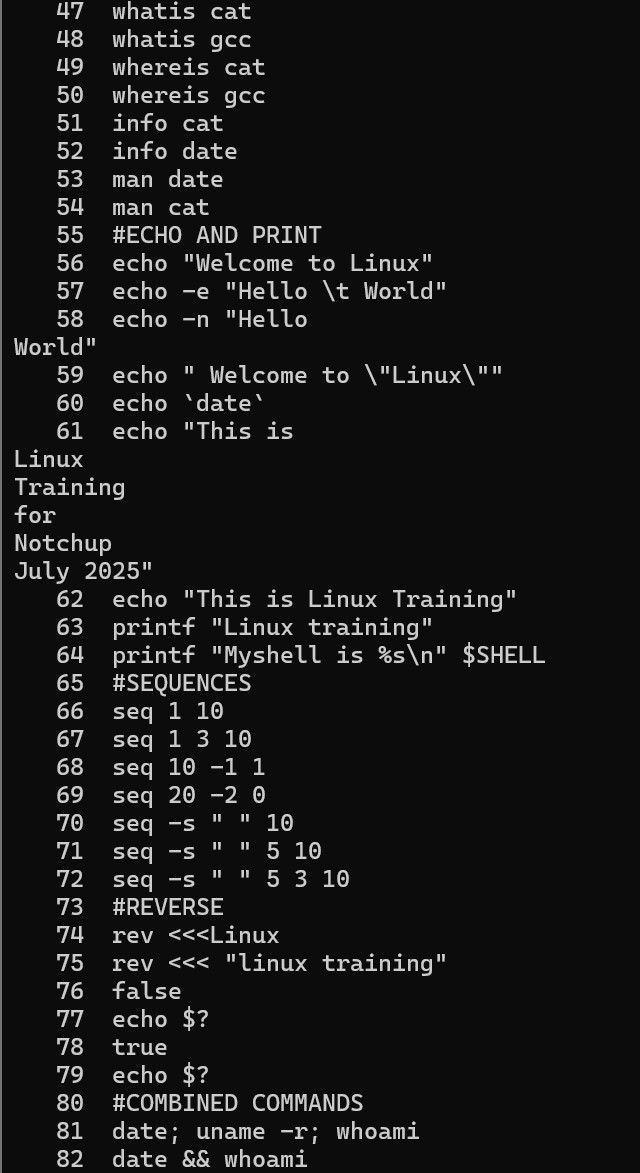 47  whatis cat
48  whatis gcc
49  whereis cat
50  whereis gcc
51  info cat
52  info date
53  man date
54  man cat
55  #ECHO AND PRINT
56  echo "Welcome to Linux"
57  echo -e "Hello \t World"
58  echo -n "Hello
World"
59  echo " Welcome to \"Linux\""
60  echo `date`
61  echo "This is
Linux
Training
for
Notchup
July 2025"
62  echo "This is Linux Training"
63  printf "Linux training"
64  printf "Myshell is %s\n" $SHELL
65  #SEQUENCES
66  seq 1 10
67  seq 1 3 10
68  seq 10 -1 1
69  seq 20 -2 0
70  seq -s " " 10
71  seq -s " " 5 10
72  seq -s " " 5 3 10
73  #REVERSE
74  rev <<<Linux
75  rev <<< "linux training"
76  false
77  echo $?
78  true
79  echo $?
80  #COMBINED COMMANDS
81  date; uname -r; whoami
82  date && whoami